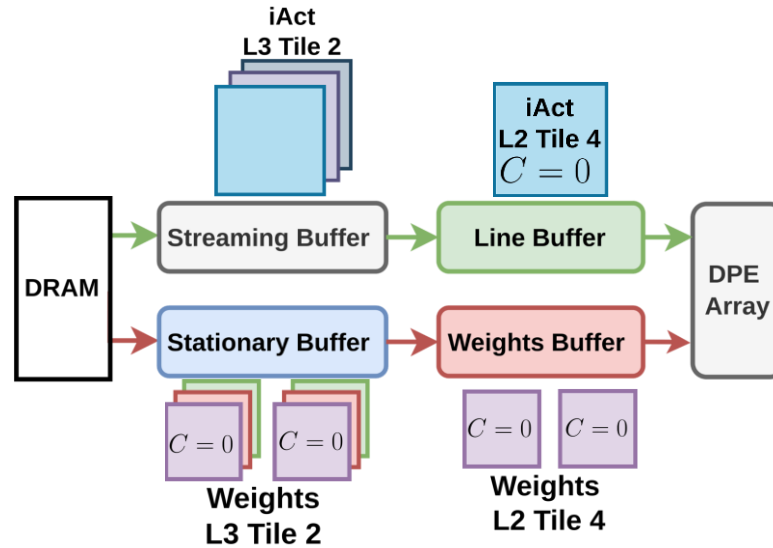 iAct
L3 Tile 2
iAct
L2 Tile 4
C = 0
DRAM
Streaming Buffer
Line Buffer
DPE
Array
Stationary Buffer
Weights Buffer
C = 0
C = 0
C = 0
C = 0
Weights
L3 Tile 2
Weights
L2 Tile 4